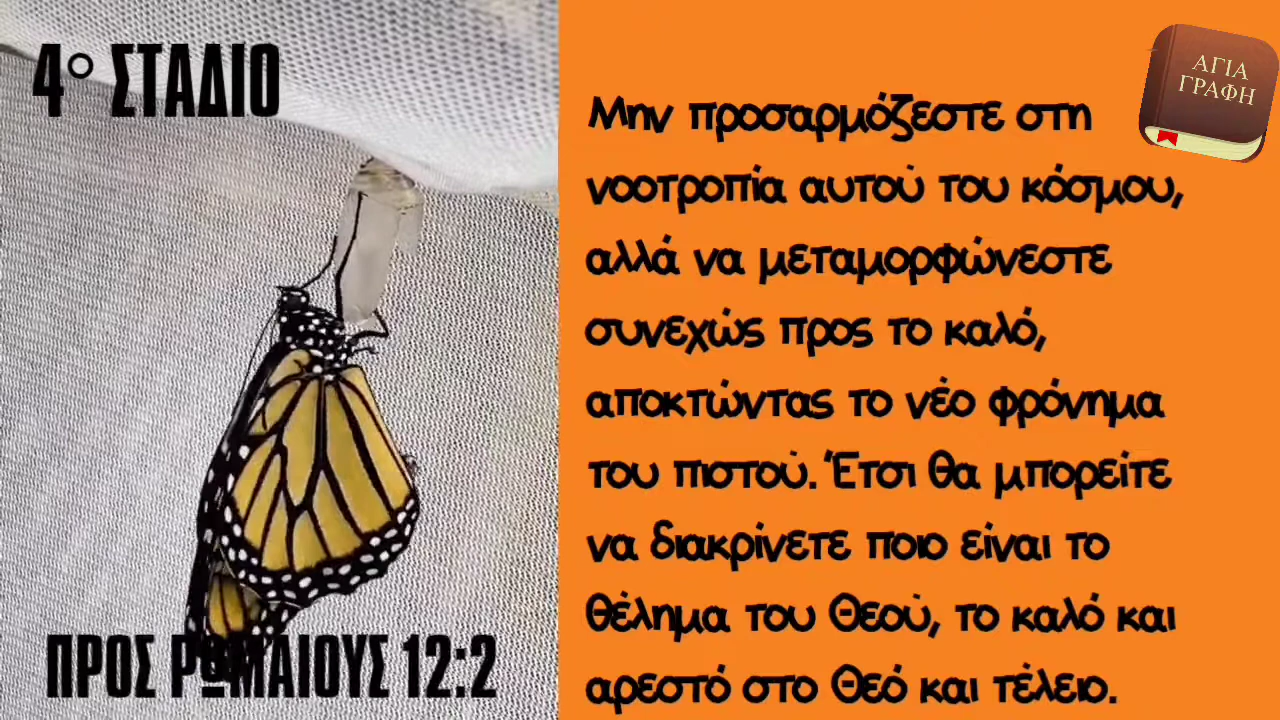 4° ΣΤΑΔΙΟ
ΠΡΟΣ ΡΩΜΑΙΟΥΣ 12:2
ΑΓΙΑ
ΓΡΑΦΗ
Μην προσαρμόζεστε στη
νοοτροπία αυτού του κόσμου,
αλλά να μεταμορφώνεστε
συνεχώς προς το καλό,
αποκτώντας το νέο φρόνημα
του πιστού. Έτσι θα μπορείτε
να διακρίνετε ποιο είναι το
θέλημα του Θεού, το καλό και
αρεστό στο Θεό και τέλειο.